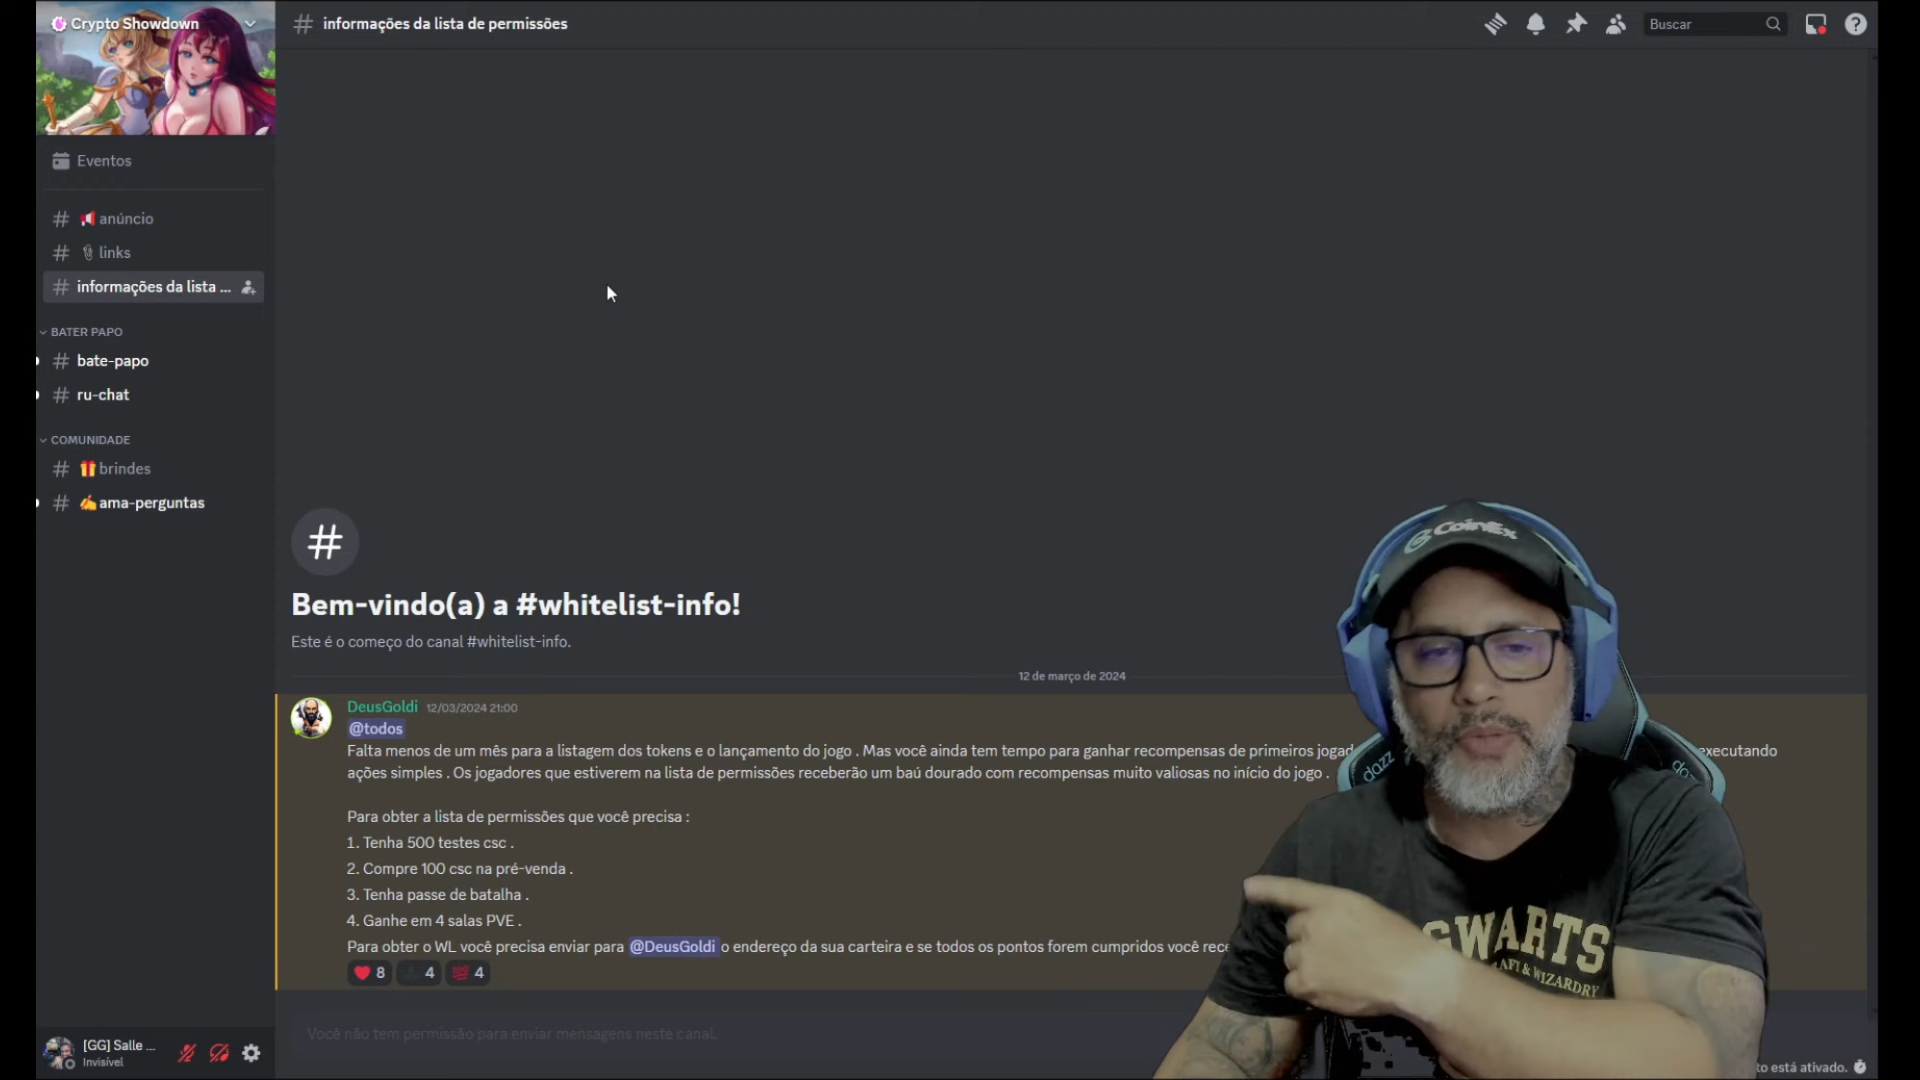 Crypto Showdown
# informações da lista de permissões
Buscar
Eventos
# anúncio
# links
# informações da lista ...
BATER PAPO
# bate-papo
# ru-chat
COMUNIDADE
# brindes
# ama-perguntas
#
Bem-vindo(a) a #whitelist-info!
Este é o começo do canal #whitelist-info.
12 de março de 2024
DeusGoldi 12/03/2024 21:00
@todos
Falta menos de um mês para a listagem dos tokens e o lançamento do jogo . Mas você ainda tem tempo para ganhar recompensas de primeiros executando
ações simples . Os jogadores que estiverem na lista de permissões receberão um baú dourado com recompensas muito valiosas no início do jogo .
Para obter a lista de permissões que você precisa :
1. Tenha 500 testes csc .
2. Compre 100 csc na pré-venda .
3. Tenha passe de batalha .
4. Ganhe em 4 salas PVE .
Para obter o WL você precisa enviar para @DeusGoldi o endereço da sua carteira e se todos os pontos forem cumpridos você
8 4 4
Você não tem permissão para enviar mensagens neste canal.
[GG] Salle ...
Invisível
está ativado.
CoinEx
dazz
GWARTS
AFT & WIZARDRY